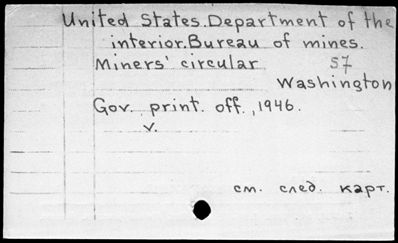 United States. Department of the
interior. Bureau of mines.
Miners' circular 57
Washington
Gov. print. off., 1946.
v.
см. след. карт.